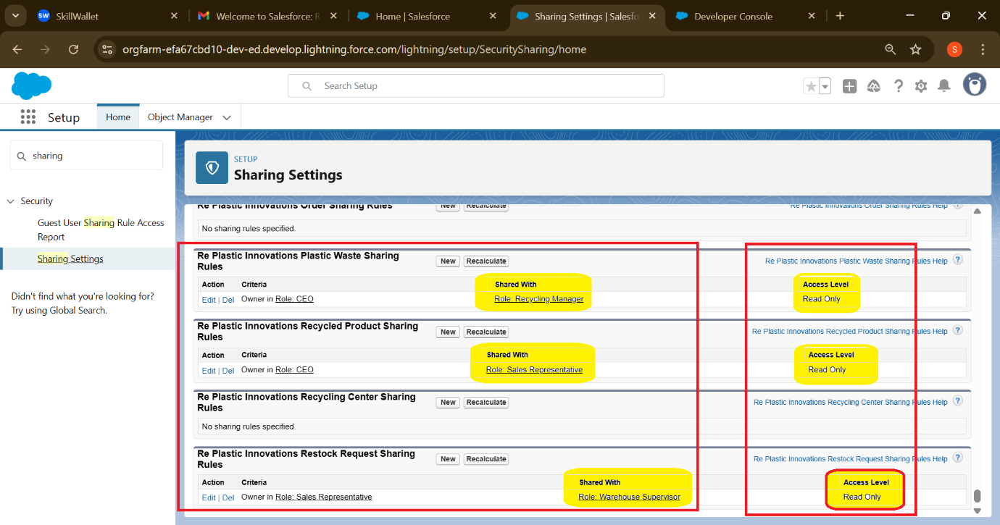 SkillWallet
Welcome to Salesforce: R
Home | Salesforce
Sharing Settings | Salesfo
Developer Console
orgfarm-efa67cbd10-dev-ed.develop.lightning.force.com/lightning/setup/SecuritySharing/home
S
Search Setup
Setup
Home
Object Manager
sharing
Security
Guest User Sharing Rule Access
Report
Sharing Settings
Didn't find what you're looking for?
Try using Global Search.
SETUP
Sharing Settings
Re Plastic Innovations Order Sharing Rules New Recalculate Re Plastic Innovations Order Sharing Rules Help ?
No sharing rules specified.
Re Plastic Innovations Plastic Waste Sharing
Rules
New Recalculate Re Plastic Innovations Plastic Waste Sharing Rules Help ?
Action Criteria Shared With Access Level
Edit | Del Owner in Role: CEO Role: Recycling Manager Read Only
Re Plastic Innovations Recycled Product Sharing
Rules
New Recalculate Re Plastic Innovations Recycled Product Sharing Rules Help ?
Action Criteria Shared With Access Level
Edit | Del Owner in Role: CEO Role: Sales Representative Read Only
Re Plastic Innovations Recycling Center Sharing
Rules
New Recalculate Re Plastic Innovations Recycling Center Sharing Rules Help ?
No sharing rules specified.
Re Plastic Innovations Restock Request Sharing
Rules
New Recalculate Re Plastic Innovations Restock Request Sharing Rules Help ?
Action Criteria Shared With Access Level
Edit | Del Owner in Role: Sales Representative Role: Warehouse Supervisor Read Only